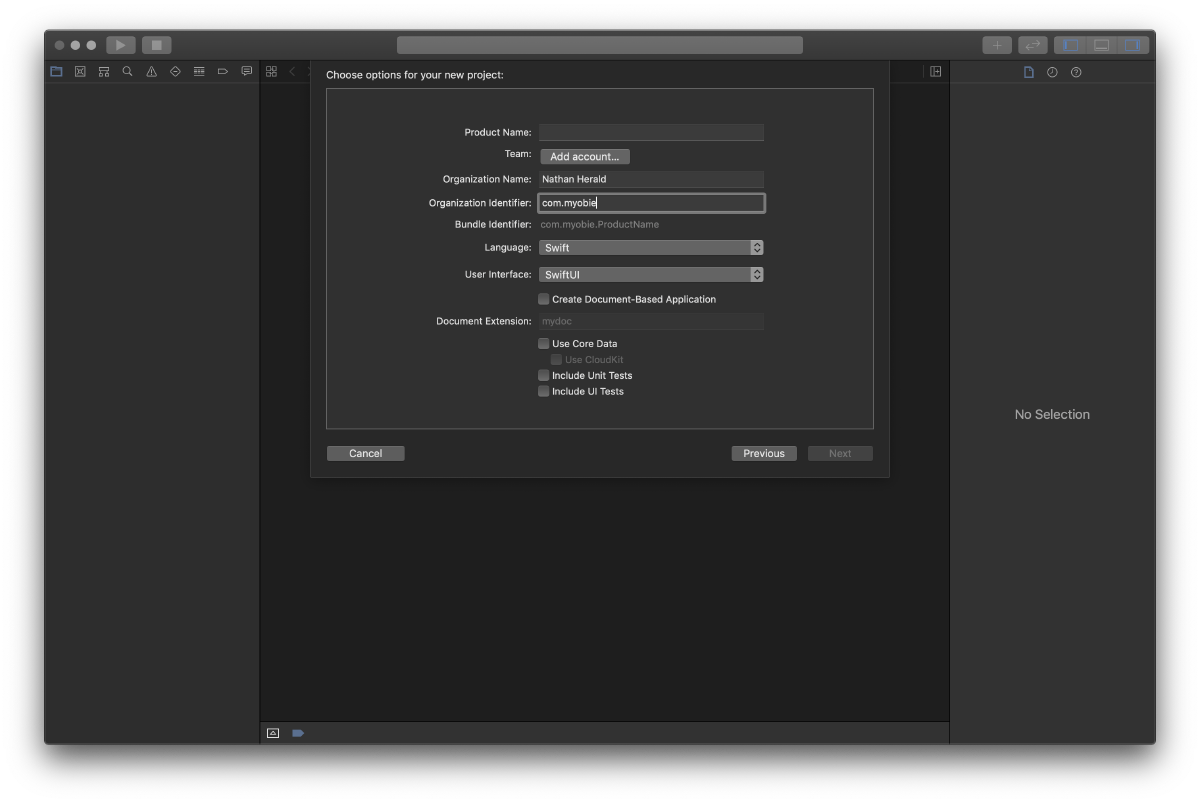 Choose options for your new project:
Product Name:
Team: Add account...
Organization Name: Nathan Herald
Organization Identifier: com.myobie
Bundle Identifier: com.myobie.ProductName
Language: Swift
User Interface: SwiftUI
Create Document-Based Application
Document Extension: mydoc
Use Core Data
Use CloudKit
Include Unit Tests
Include UI Tests
No Selection
Cancel Previous Next